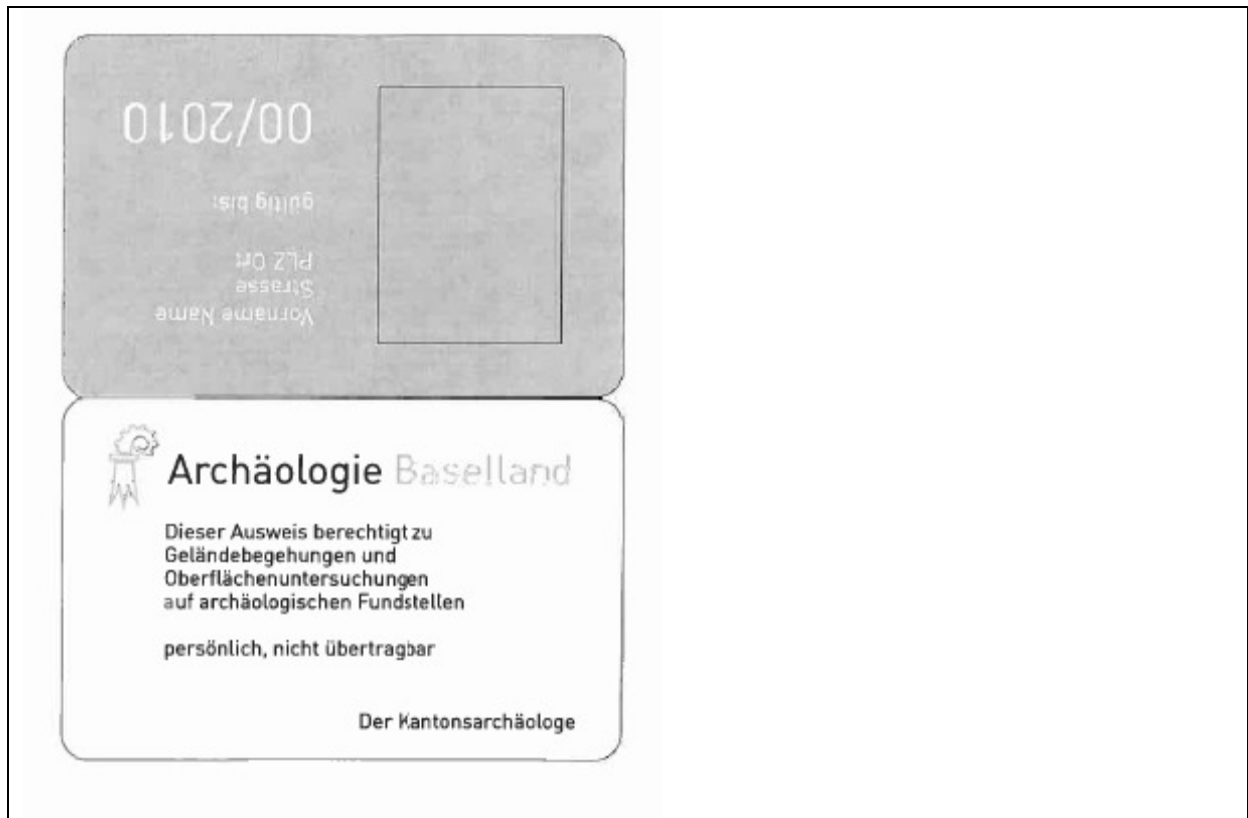 00/2010
gültig bis:
PLZ Ort
Strasse
Vorname Name
Archäologie Baselland
Dieser Ausweis berechtigt zu
Geländebegehungen und
Oberflächenuntersuchungen
auf archäologischen Fundstellen
persönlich, nicht übertragbar
Der Kantonsarchäologe